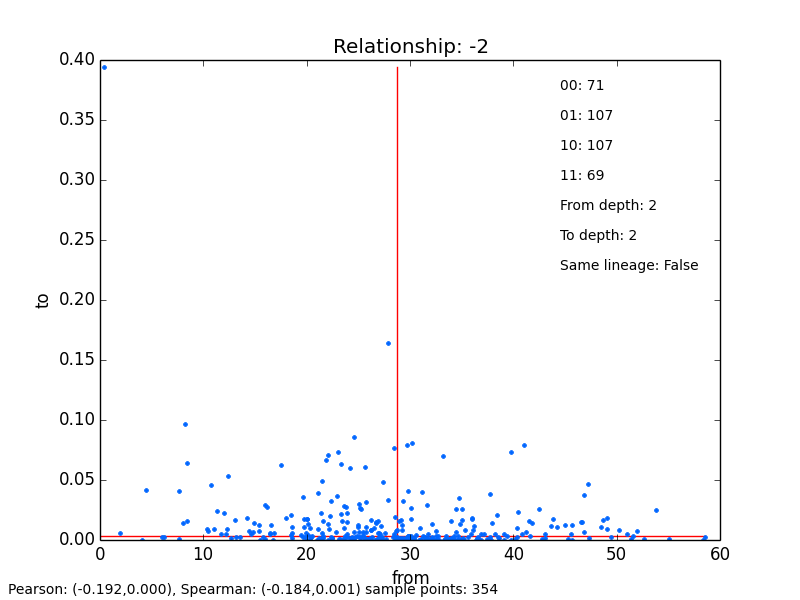 Relationship: -2
0.40
0.35
0.30
0.25
0.20
0.15
0.10
0.05
0.00
to
00: 71
01: 107
10: 107
11: 69
From depth: 2
To depth: 2
Same lineage: False
0 10 20 30 40 50 60
from
Pearson: (-0.192,0.000), Spearman: (-0.184,0.001) sample points: 354